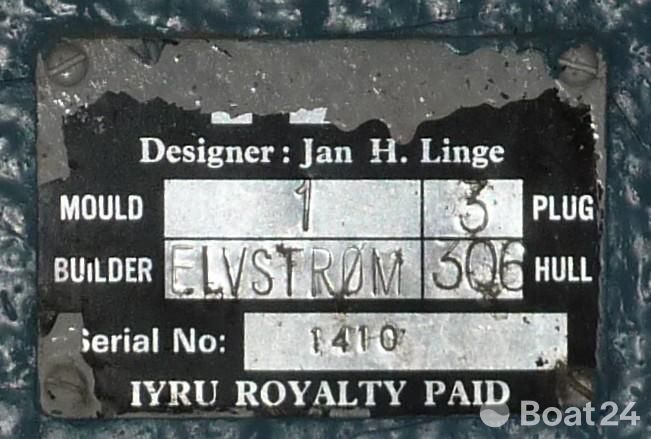 Designer: Jan H. Linge
MOULD 1 3 PLUG
BUILDER ELVSTRØM 306 HULL
Serial No: 1410
IYRU ROYALTY PAID
Boat24